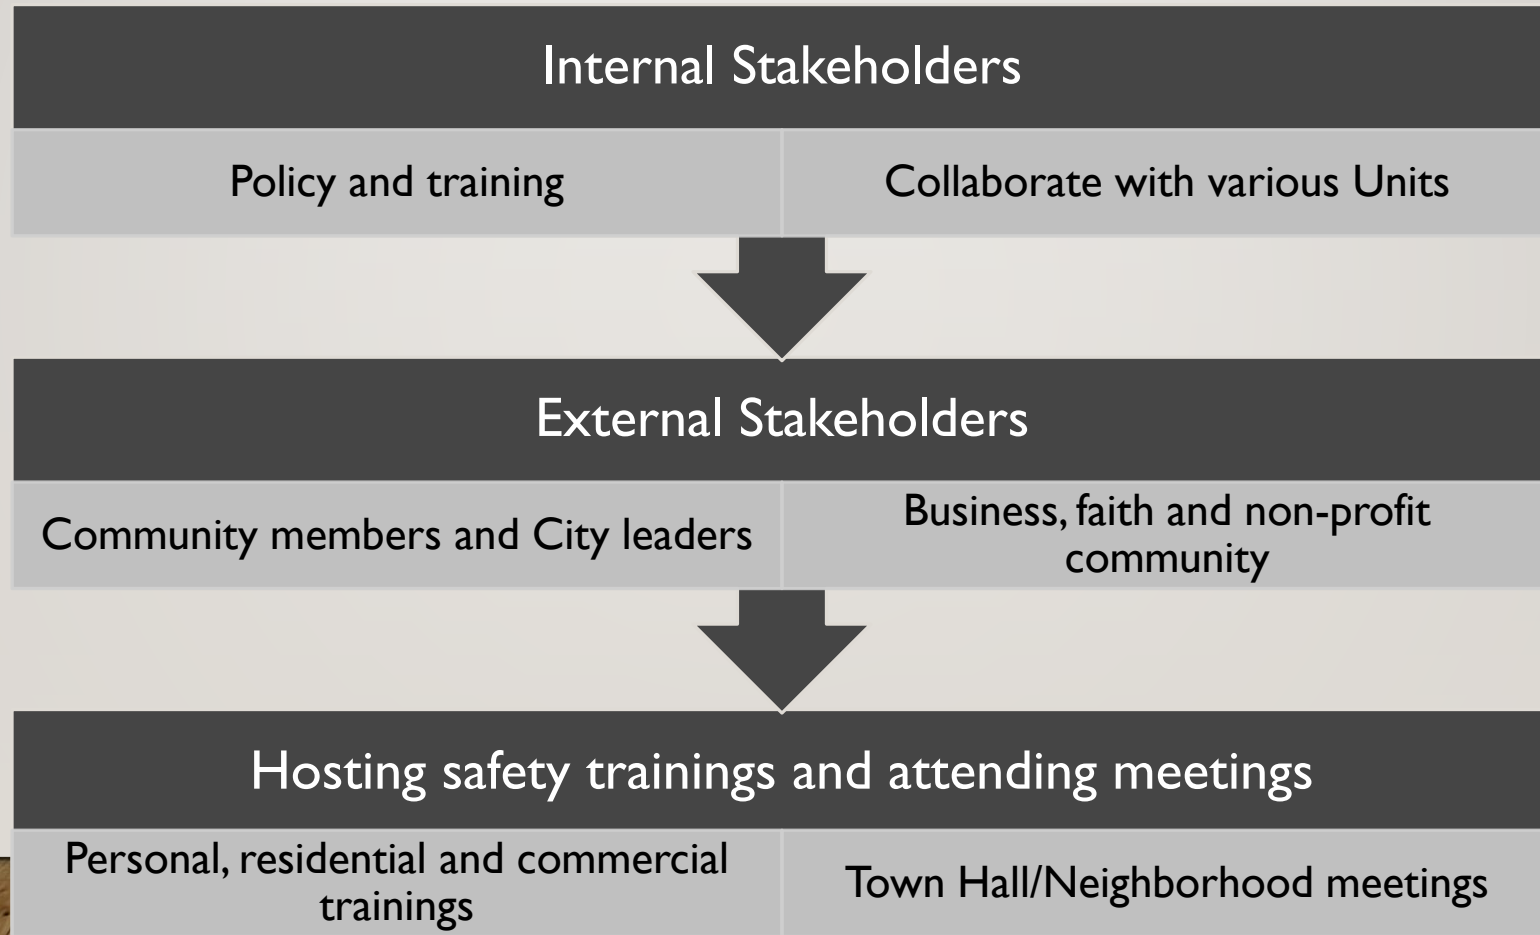 Internal Stakeholders
Policy and training
Collaborate with various Units
External Stakeholders
Community members and City leaders
Business, faith and non-profit
community
Hosting safety trainings and attending meetings
Personal, residential and commercial
trainings
Town Hall/Neighborhood meetings